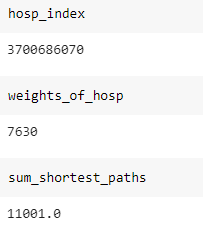 hosp_index
3700686070
weights_of_hosp
7630
sum_shortest_paths
11001.0